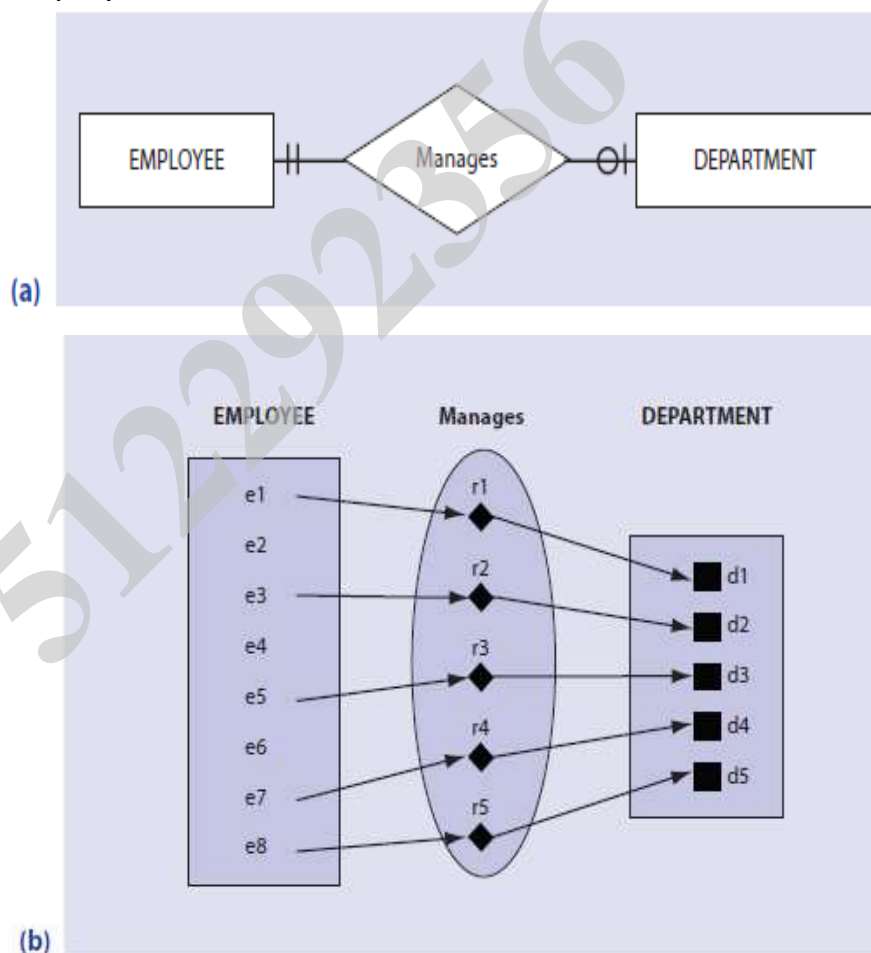 EMPLOYEE Manages DEPARTMENT
(a)
EMPLOYEE Manages DEPARTMENT
e1 r1 d1
e2
e3 r2 d2
e4 r3 d3
e5
e6 r4 d4
e7 d5
e8 r5
(b)
51229256